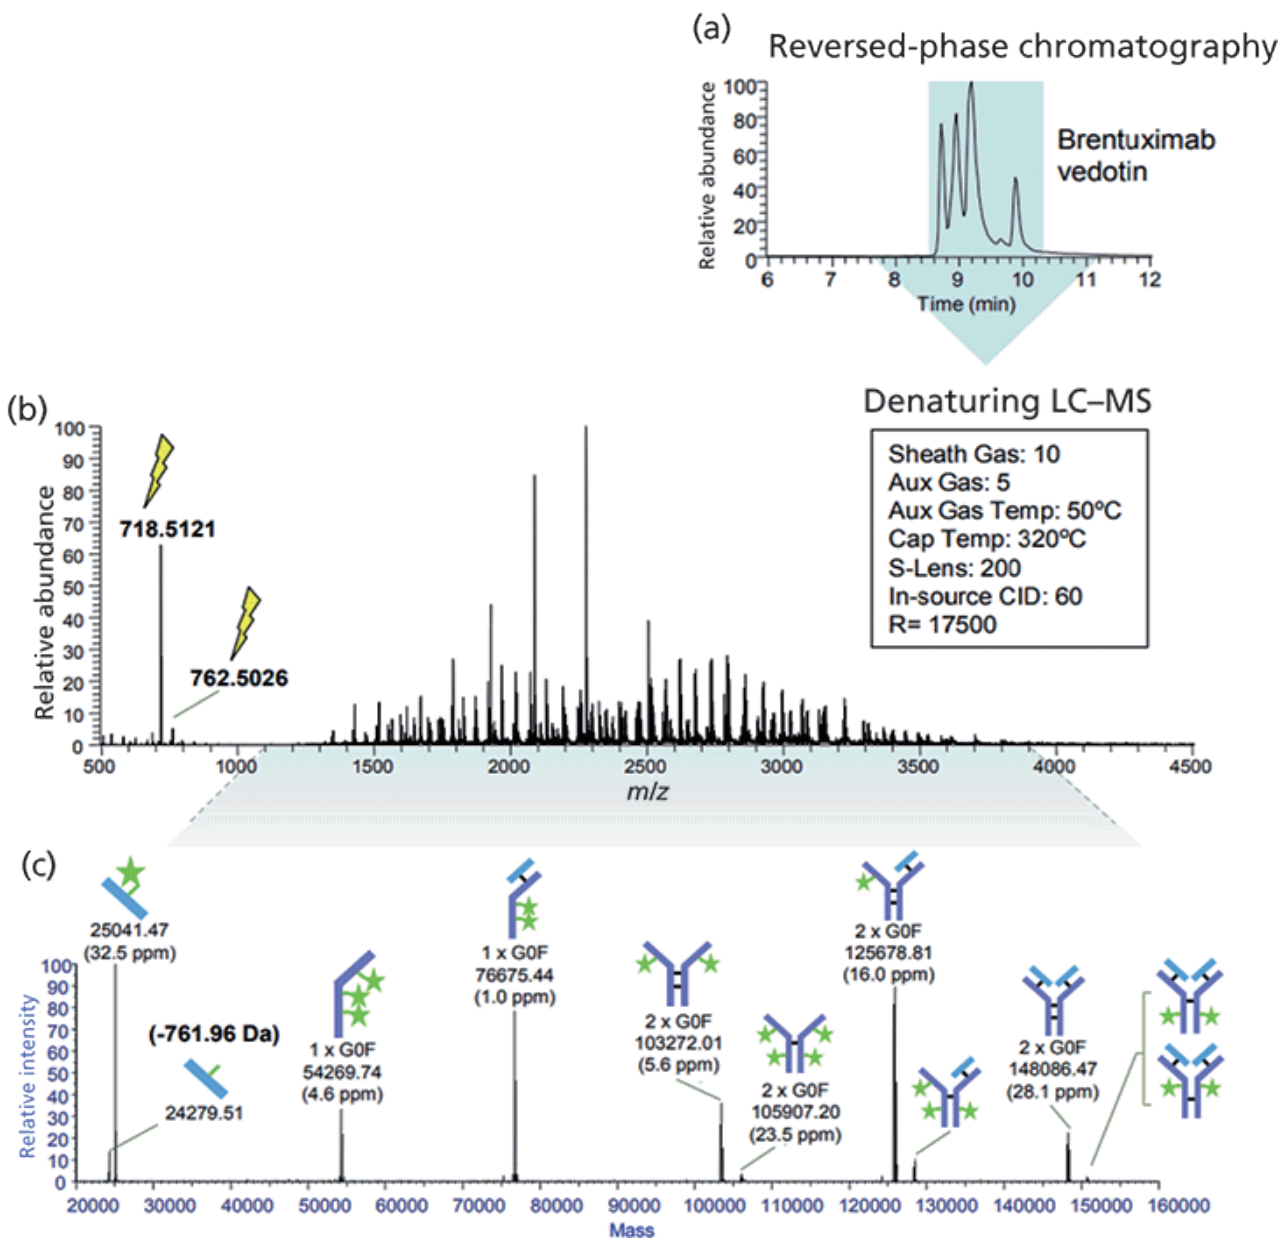 (a)
Reversed-phase chromatography
Relative abundance
100
80
60
40
20
0
6 7 8 9 10 11 12
Time (min)
Brentuximab
vedotin
Denaturing LC–MS
Sheath Gas: 10
Aux Gas: 5
Aux Gas Temp: 50ºC
Cap Temp: 320ºC
S-Lens: 200
In-source CID: 60
R= 17500
(b)
Relative abundance
100
90
80
70
60
50
40
30
20
10
0
718.5121
762.5026
500 1000 1500 2000 2500 3000 3500 4000 4500
m/z
(c)
Relative intensity
100
90
80
70
60
50
40
30
20
10
0
25041.47
(32.5 ppm)
(-761.96 Da)
24279.51
1 x G0F
54269.74
(4.6 ppm)
1 x G0F
76675.44
(1.0 ppm)
2 x G0F
103272.01
(5.6 ppm)
2 x G0F
105907.20
(23.5 ppm)
2 x G0F
125678.81
(16.0 ppm)
2 x G0F
148086.47
(28.1 ppm)
20000 30000 40000 50000 60000 70000 80000 90000 100000 110000 120000 130000 140000 150000 160000
Mass